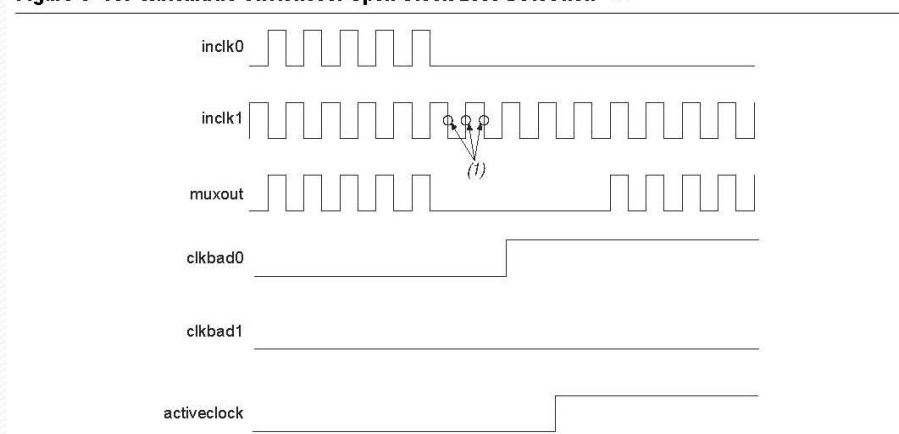 inclk0
inclk1
(1)
muxout
clkbad0
clkbad1
activeclock